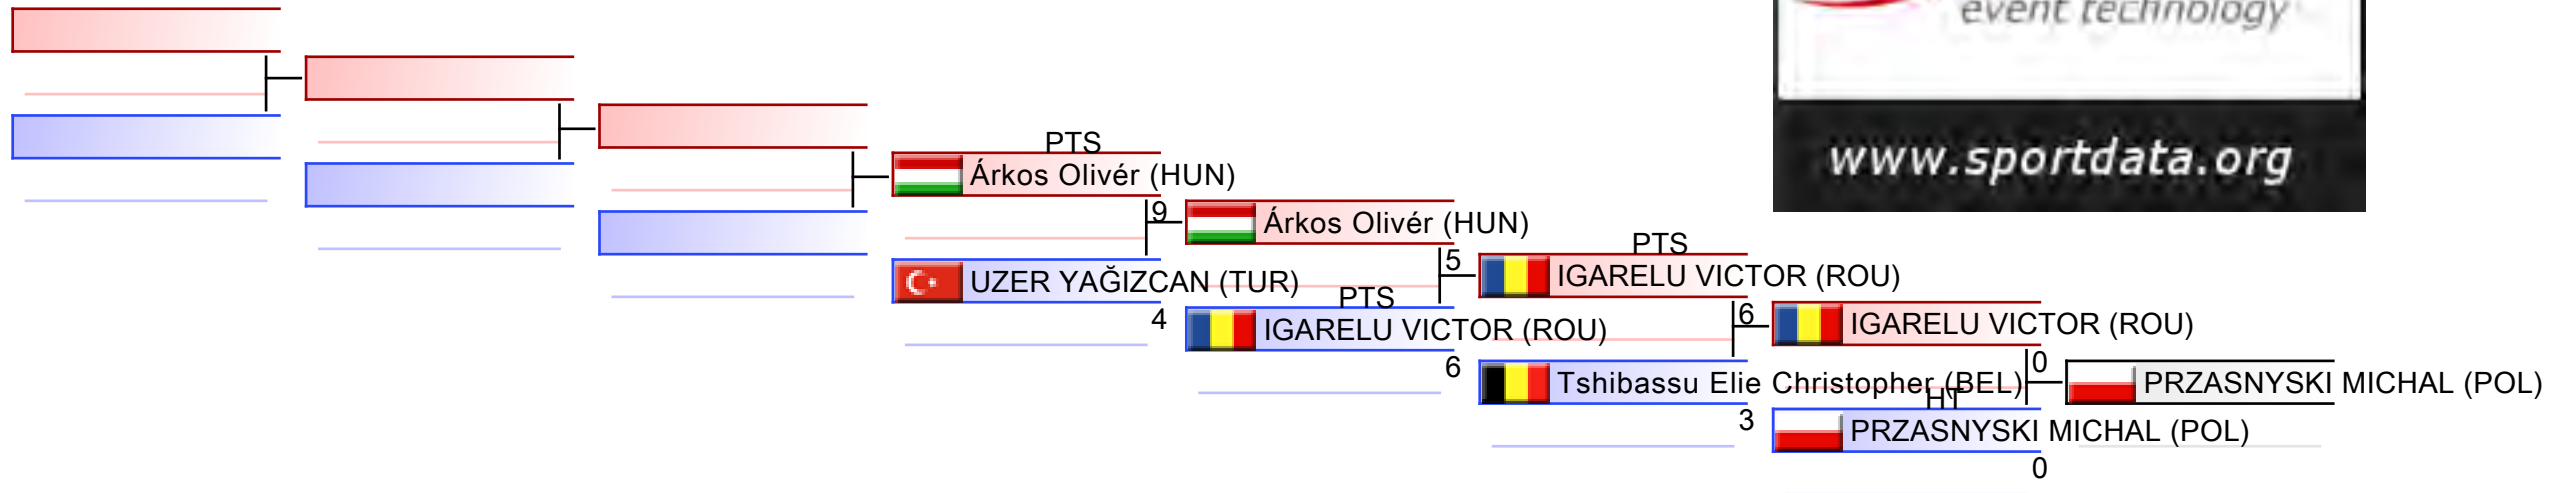 event technology
www.sportdata.org
PTS
Árkos Olivér (HUN)
9
UZER YAĞIZCAN (TUR)
4
Árkos Olivér (HUN)
5
PTS
IGARELU VICTOR (ROU)
6
PTS
IGARELU VICTOR (ROU)
6
Tshibassu Elie Christopher (BEL)
3
IGARELU VICTOR (ROU)
0
HT
PRZASNYSKI MICHAL (POL)
0
PRZASNYSKI MICHAL (POL)